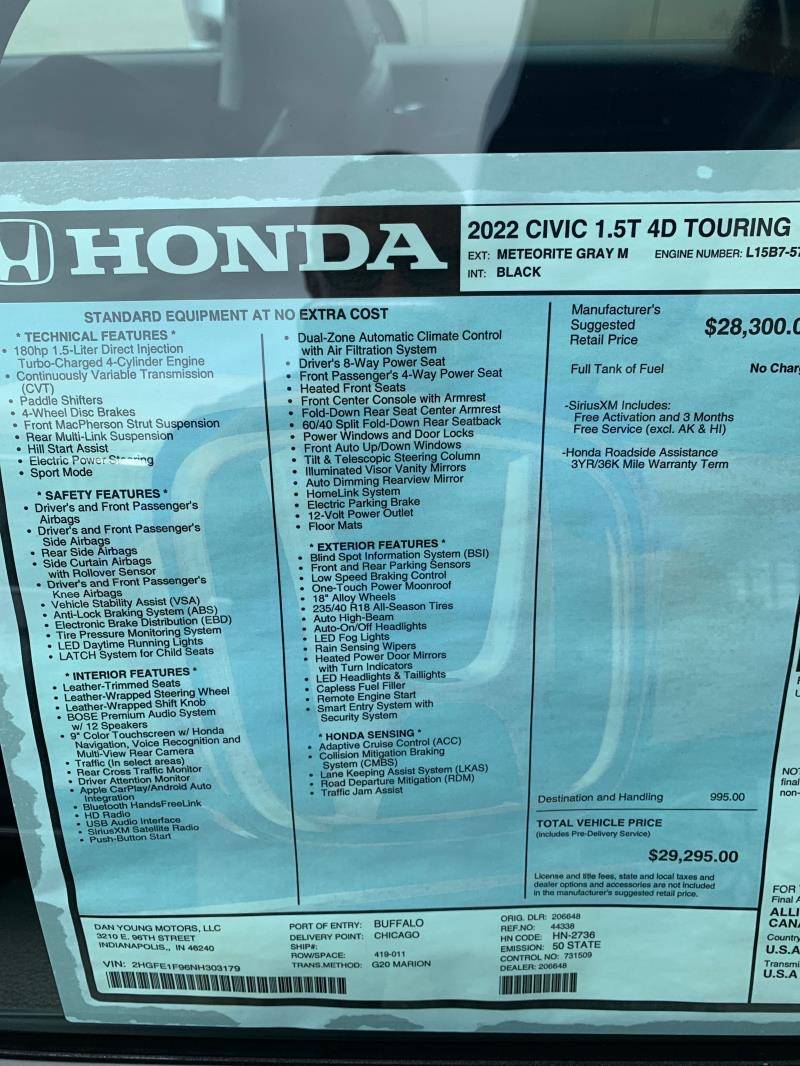 HONDA
2022 CIVIC 1.5T 4D TOURING
EXT: METEORITE GRAY M ENGINE NUMBER: L15B7-57
INT: BLACK
STANDARD EQUIPMENT AT NO EXTRA COST
* TECHNICAL FEATURES *
• 180hp 1.5-Liter Direct Injection
Turbo-Charged 4-Cylinder Engine
• Continuously Variable Transmission
(CVT)
• Paddle Shifters
• 4-Wheel Disc Brakes
• Front MacPherson Strut Suspension
• Rear Multi-Link Suspension
• Hill Start Assist
• Electric Power Steering
• Sport Mode
* SAFETY FEATURES *
• Driver's and Front Passenger's
Airbags
• Driver's and Front Passenger's
Side Airbags
• Rear Side Airbags
• Side Curtain Airbags
with Rollover Sensor
• Driver's and Front Passenger's
Knee Airbags
• Vehicle Stability Assist (VSA)
• Anti-Lock Braking System (ABS)
• Electronic Brake Distribution (EBD)
• Tire Pressure Monitoring System
• LED Daytime Running Lights
• LATCH System for Child Seats
* INTERIOR FEATURES *
• Leather-Trimmed Seats
• Leather-Wrapped Steering Wheel
• Leather-Wrapped Shift Knob
• BOSE Premium Audio System
w/ 12 Speakers
• 9" Color Touchscreen w/ Honda
Navigation, Voice Recognition and
Multi-View Rear Camera
• Traffic (In select areas)
• Rear Cross Traffic Monitor
• Driver Attention Monitor
• Apple CarPlay/Android Auto
Integration
• Bluetooth HandsFreeLink
• HD Radio
• USB Audio Interface
• SiriusXM Satellite Radio
• Push-Button Start
• Dual-Zone Automatic Climate Control
with Air Filtration System
• Driver's 8-Way Power Seat
• Front Passenger's 4-Way Power Seat
• Heated Front Seats
• Front Center Console with Armrest
• Fold-Down Rear Seat Center Armrest
• 60/40 Split Fold-Down Rear Seatback
• Power Windows and Door Locks
• Front Auto Up/Down Windows
• Tilt & Telescopic Steering Column
• Illuminated Visor Vanity Mirrors
• Auto Dimming Rearview Mirror
• HomeLink System
• Electric Parking Brake
• 12-Volt Power Outlet
• Floor Mats
* EXTERIOR FEATURES *
• Blind Spot Information System (BSI)
• Front and Rear Parking Sensors
• Low Speed Braking Control
• One-Touch Power Moonroof
• 18" Alloy Wheels
• 235/40 R18 All-Season Tires
• Auto High-Beam
• Auto-On/Off Headlights
• LED Fog Lights
• Rain Sensing Wipers
• Heated Power Door Mirrors
with Turn Indicators
• LED Headlights & Taillights
• Capless Fuel Filler
• Remote Engine Start
• Smart Entry System with
Security System
* HONDA SENSING *
• Adaptive Cruise Control (ACC)
• Collision Mitigation Braking
System (CMBS)
• Lane Keeping Assist System (LKAS)
• Road Departure Mitigation (RDM)
• Traffic Jam Assist
Manufacturer's
Suggested
Retail Price $28,300.0
Full Tank of Fuel No Char
-SiriusXM Includes:
Free Activation and 3 Months
Free Service (excl. AK & HI)
-Honda Roadside Assistance
3YR/36K Mile Warranty Term
Destination and Handling 995.00
TOTAL VEHICLE PRICE
(includes Pre-Delivery Service)
$29,295.00
License and title fees, state and local taxes and
dealer options and accessories are not included
in the manufacturer's suggested retail price.
NOT
final
non-
FOR
Final A
ALLI
CAN
Country
U.S.A
Transmi
U.S.A
DAN YOUNG MOTORS, LLC
3210 E. 96TH STREET
INDIANAPOLIS,, IN 46240
VIN: 2HGFE1F96NH303179
PORT OF ENTRY: BUFFALO
DELIVERY POINT: CHICAGO
SHIP#:
ROW/SPACE: 419-011
TRANS.METHOD: G20 MARION
ORIG. DLR: 206648
REF.NO: 44338
HN CODE: HN-2736
EMISSION: 50 STATE
CONTROL NO: 731509
DEALER: 206648